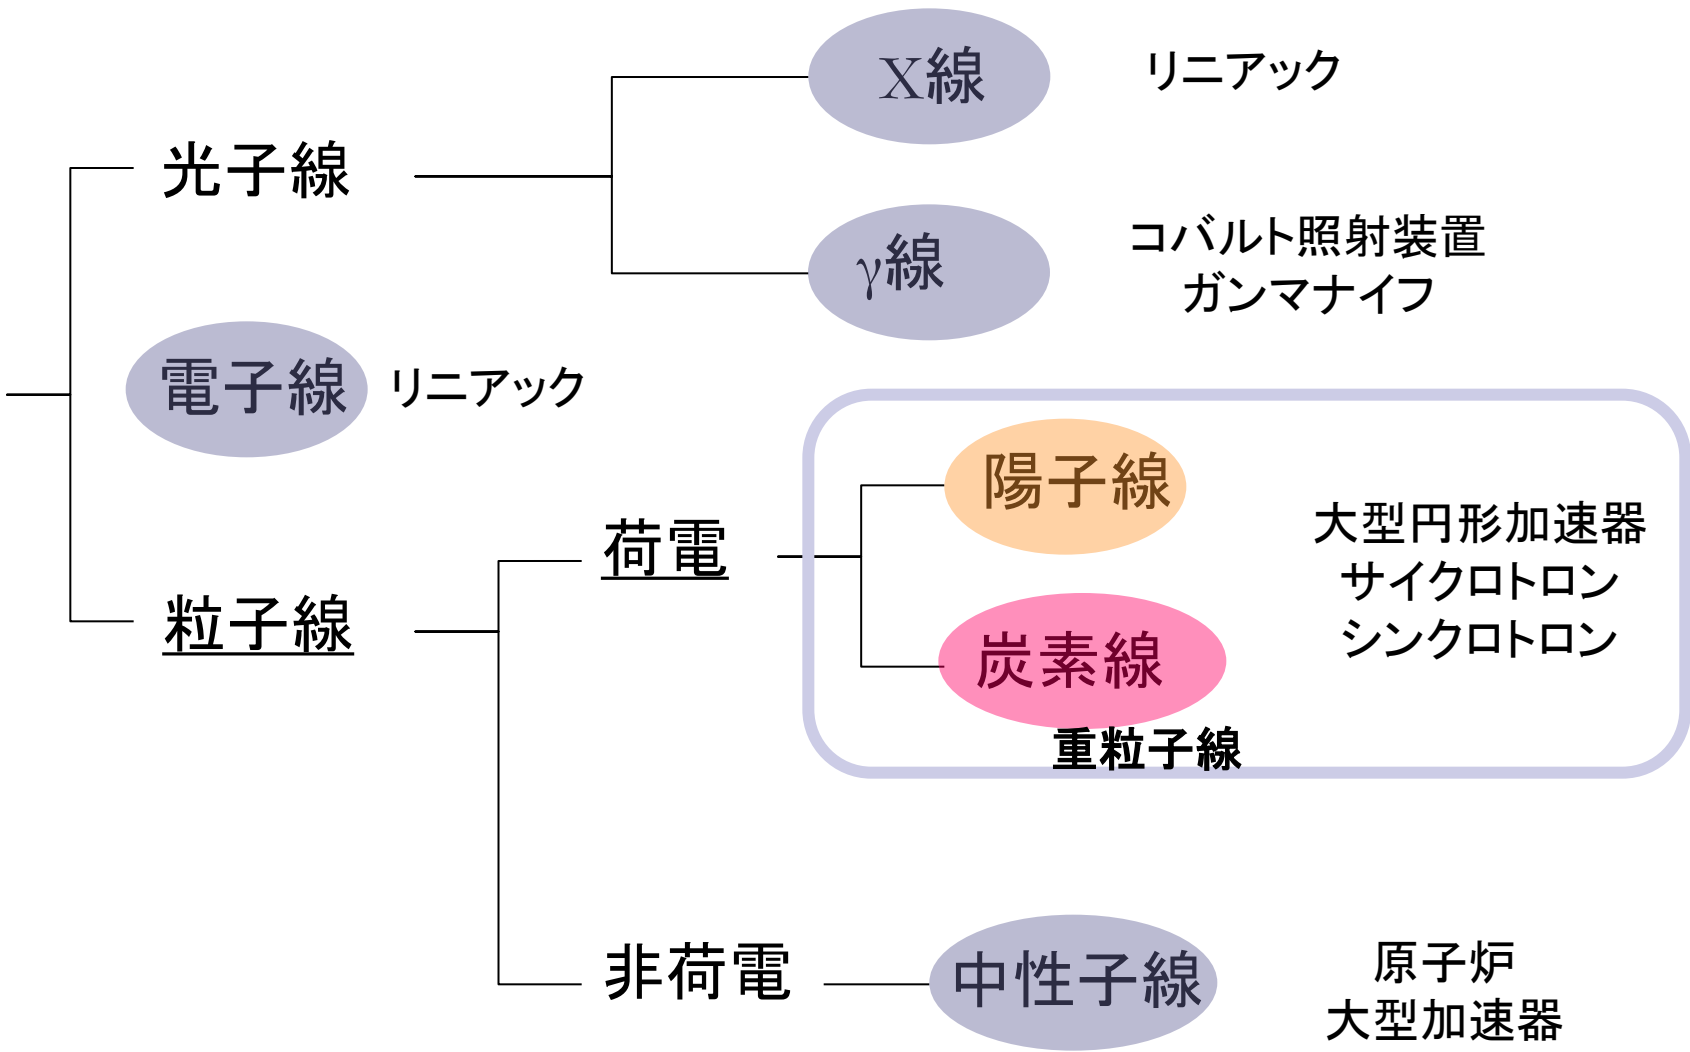 X線
リニアック
光子線
γ線
コバルト照射装置
ガンマナイフ
電子線
リニアック
陽子線
荷電
大型円形加速器
サイクロトロン
シンクロトロン
粒子線
炭素線
重粒子線
非荷電
中性子線
原子炉
大型加速器